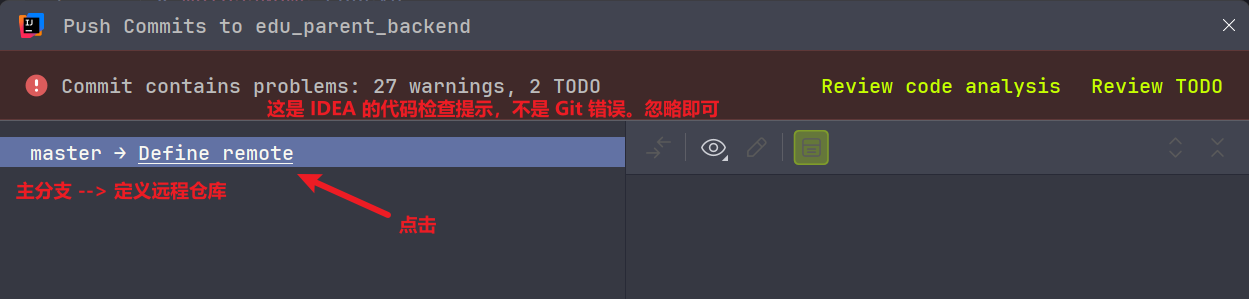 Push Commits to edu_parent_backend
Commit contains problems: 27 warnings, 2 TODO
Review code analysis
Review TODO
这是 IDEA 的代码检查提示，不是 Git 错误。忽略即可
master → Define remote
主分支 --> 定义远程仓库
点击